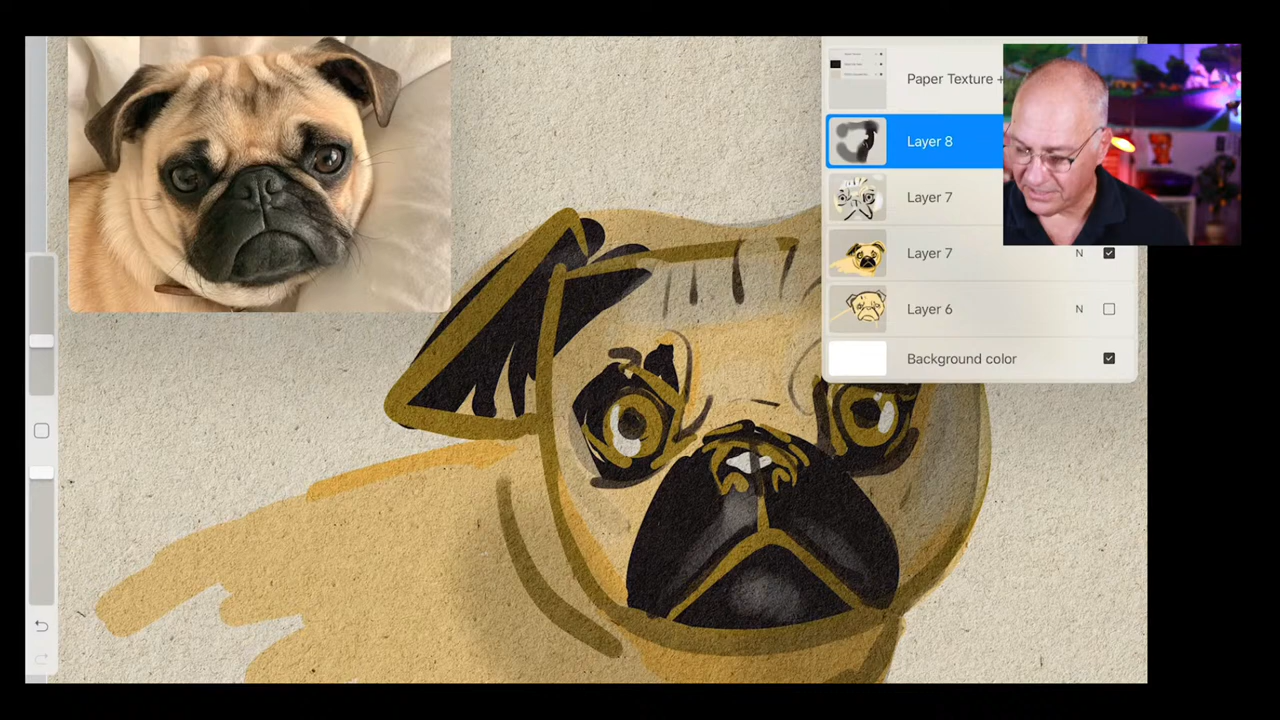 Paper Texture +
Layer 8
Layer 7
Layer 7
N
Layer 6
N
Background color